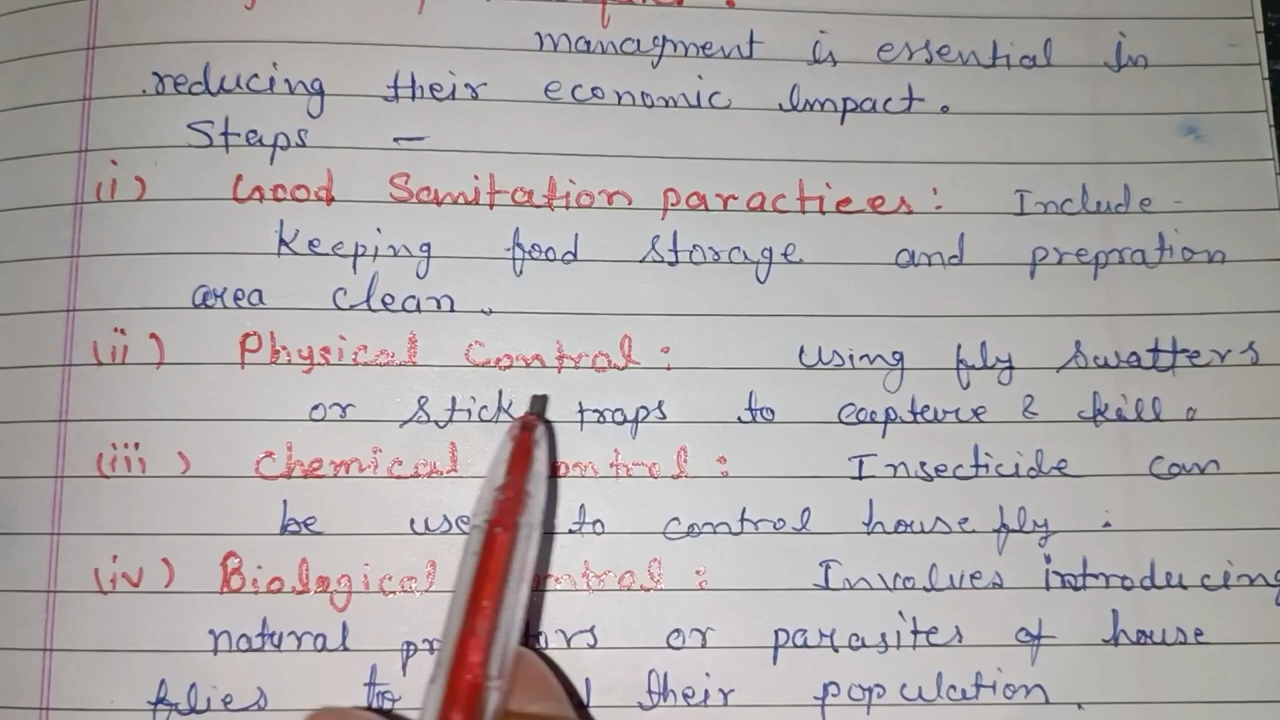 managment is essential in
reducing their economic Impact.
Steps -
(i) Good Sanitation paractices: Include -
Keeping food storage and prepration
area clean.
(ii) Physical Control: Using fly swatters
or stick traps to capture & kill.
(iii) Chemical ontrol: Insecticide can
be use to control house fly.
(iv) Biological ontrol: Involves introducing
natural or parasites of house
flies to their population.